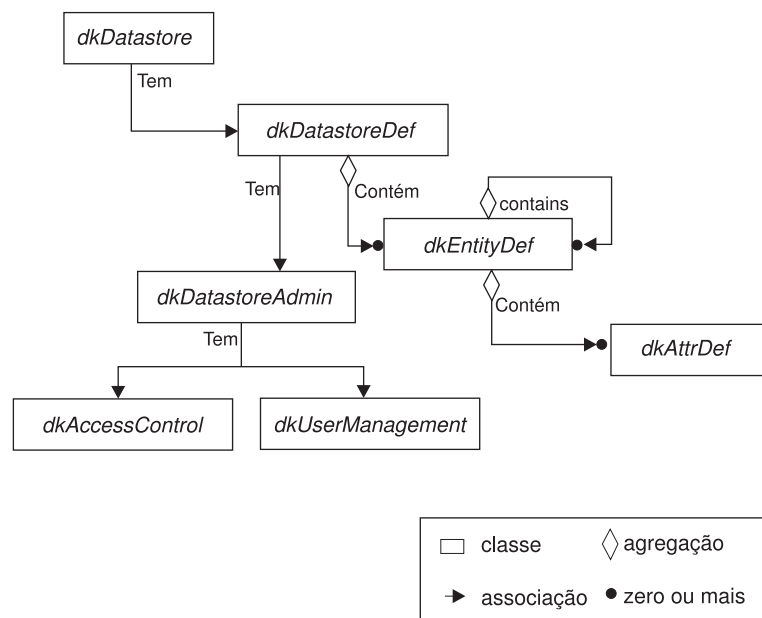 dkDatastore
Tem
dkDatastoreDef
Tem
Contém
contains
dkEntityDef
dkDatastoreAdmin
Contém
Tem
dkAttrDef
dkAccessControl
dkUserManagement
classe
agregação
associação
zero ou mais